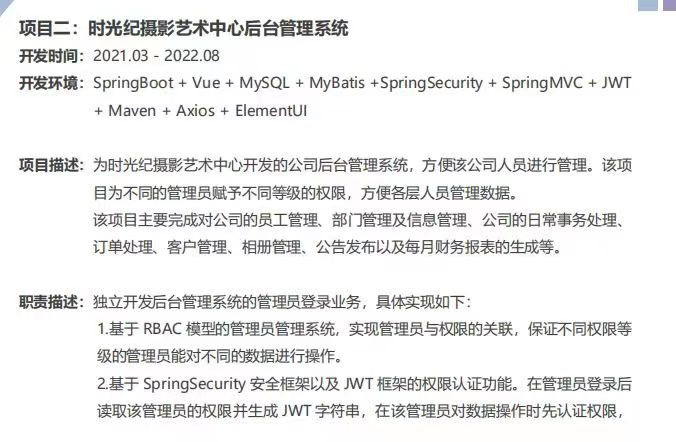 项目二：时光纪摄影艺术中心后台管理系统
开发时间：2021.03 - 2022.08
开发环境：SpringBoot + Vue + MySQL + MyBatis +SpringSecurity + SpringMVC + JWT
+ Maven + Axios + ElementUI
项目描述：为时光纪摄影艺术中心开发的公司后台管理系统，方便该公司人员进行管理。该项
目为不同的管理员赋予不同等级的权限，方便各层人员管理数据。
该项目主要完成对公司的员工管理、部门管理及信息管理、公司的日常事务处理、
订单处理、客户管理、相册管理、公告发布以及每月财务报表的生成等。
职责描述：独立开发后台管理系统的管理员登录业务，具体实现如下：
1.基于 RBAC 模型的管理员管理系统，实现管理员与权限的关联，保证不同权限等
级的管理员能对不同的数据进行操作。
2.基于 SpringSecurity 安全框架以及 JWT 框架的权限认证功能。在管理员登录后
读取该管理员的权限并生成 JWT 字符串，在该管理员对数据操作时先认证权限，